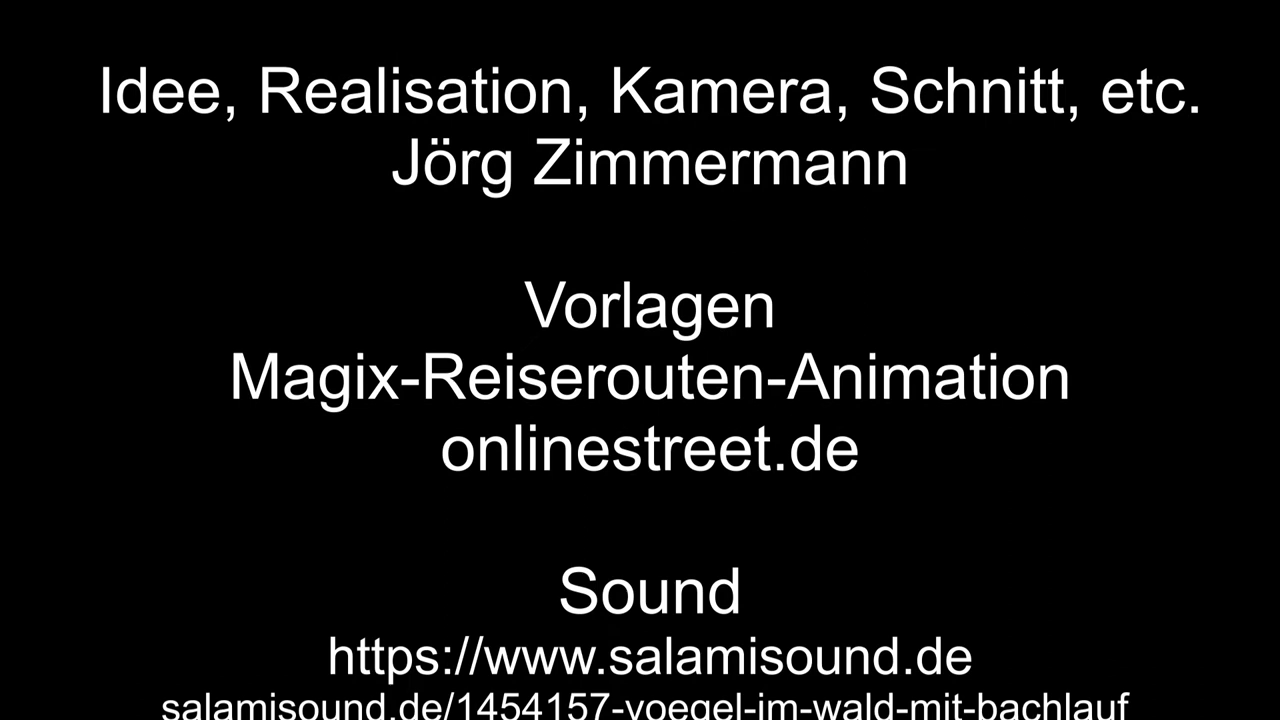 Idee, Realisation, Kamera, Schnitt, etc.
Jörg Zimmermann
Vorlagen
Magix-Reiserouten-Animation
onlinestreet.de
Sound
https://www.salamisound.de
salamisound.de/1454157-voegel-im-wald-mit-bachlauf